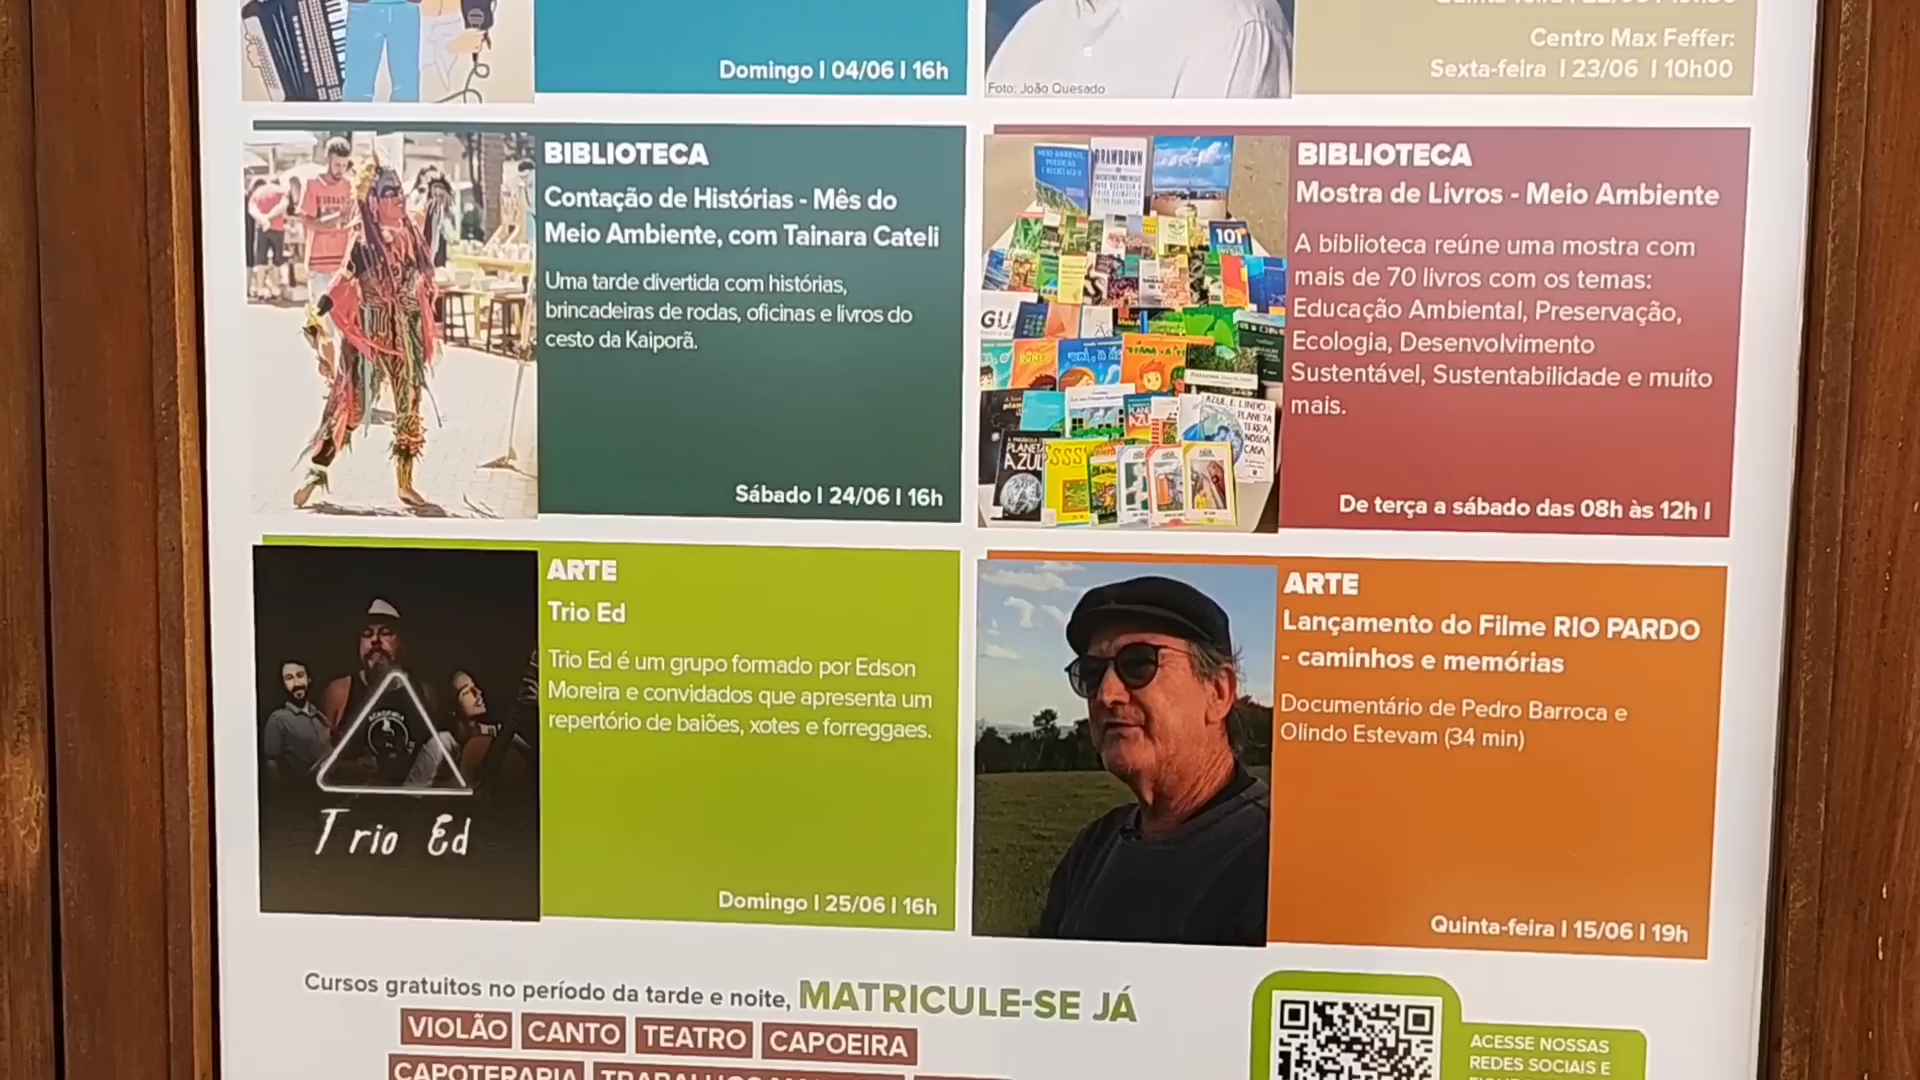 Domingo | 04/06 | 16h
Foto: João Quesado
Centro Max Feffer:
Sexta-feira | 23/06 | 10h00
BIBLIOTECA
Contação de Histórias - Mês do
Meio Ambiente, com Tainara Cateli
Uma tarde divertida com histórias,
brincadeiras de rodas, oficinas e livros do
cesto da Kaiporã.
Sábado | 24/06 | 16h
DRAWDOWN
101
PLANETA
AZUL
BIBLIOTECA
Mostra de Livros - Meio Ambiente
A biblioteca reúne uma mostra com
mais de 70 livros com os temas:
Educação Ambiental, Preservação,
Ecologia, Desenvolvimento
Sustentável, Sustentabilidade e muito
mais.
De terça a sábado das 08h às 12h |
Trio Ed
ARTE
Trio Ed
Trio Ed é um grupo formado por Edson
Moreira e convidados que apresenta um
repertório de baiões, xotes e forreggaes.
Domingo | 25/06 | 16h
ARTE
Lançamento do Filme RIO PARDO
- caminhos e memórias
Documentário de Pedro Barroca e
Olindo Estevam (34 min)
Quinta-feira | 15/06 | 19h
Cursos gratuitos no período da tarde e noite, MATRICULE-SE JÁ
VIOLÃO CANTO TEATRO CAPOEIRA
CAPOTERAPIA
ACESSE NOSSAS
REDES SOCIAIS E